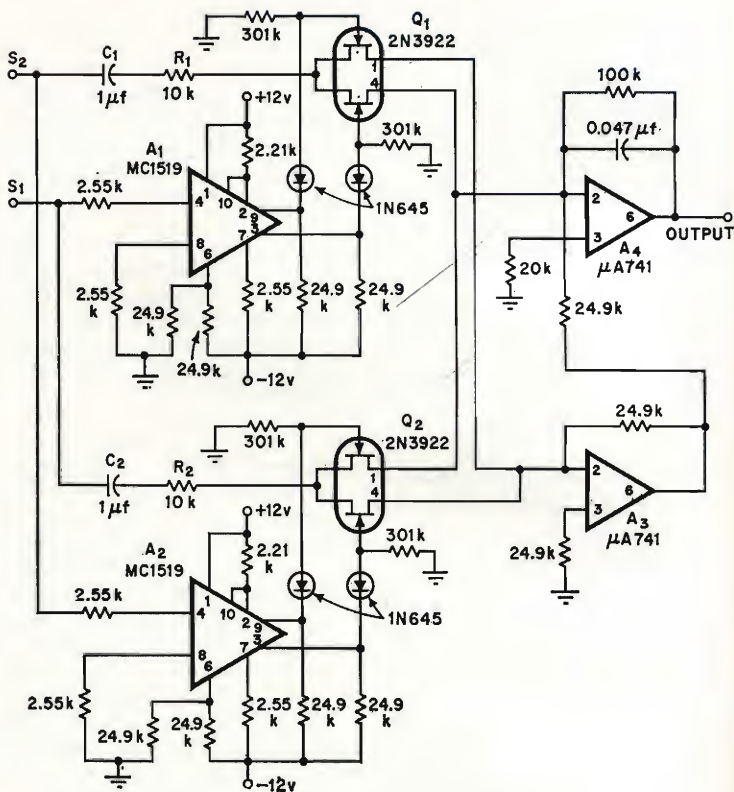 301k
Q1
2N3922
S2
C1
1µf
R1
10k
1
4
+12v
2.21k
301k
100k
0.047µf
A1
MC1519
1N645
S1
2.55k
4
1
10
2
9
3
8
7
6
2
3
6
OUTPUT
A4
µA741
20k
2.55
k
24.9
k
24.9k
2.55
k
24.9
k
24.9
k
-12v
24.9k
301k
Q2
2N3922
C2
1µf
R2
10k
1
4
24.9k
+12v
2.21
k
301k
2
3
6
A3
µA741
24.9k
A2
MC1519
1N645
2.55k
4
1
10
2
9
3
8
7
6
2.55k
24.9k
24.9
k
2.55
k
24.9
k
24.9
k
-12v